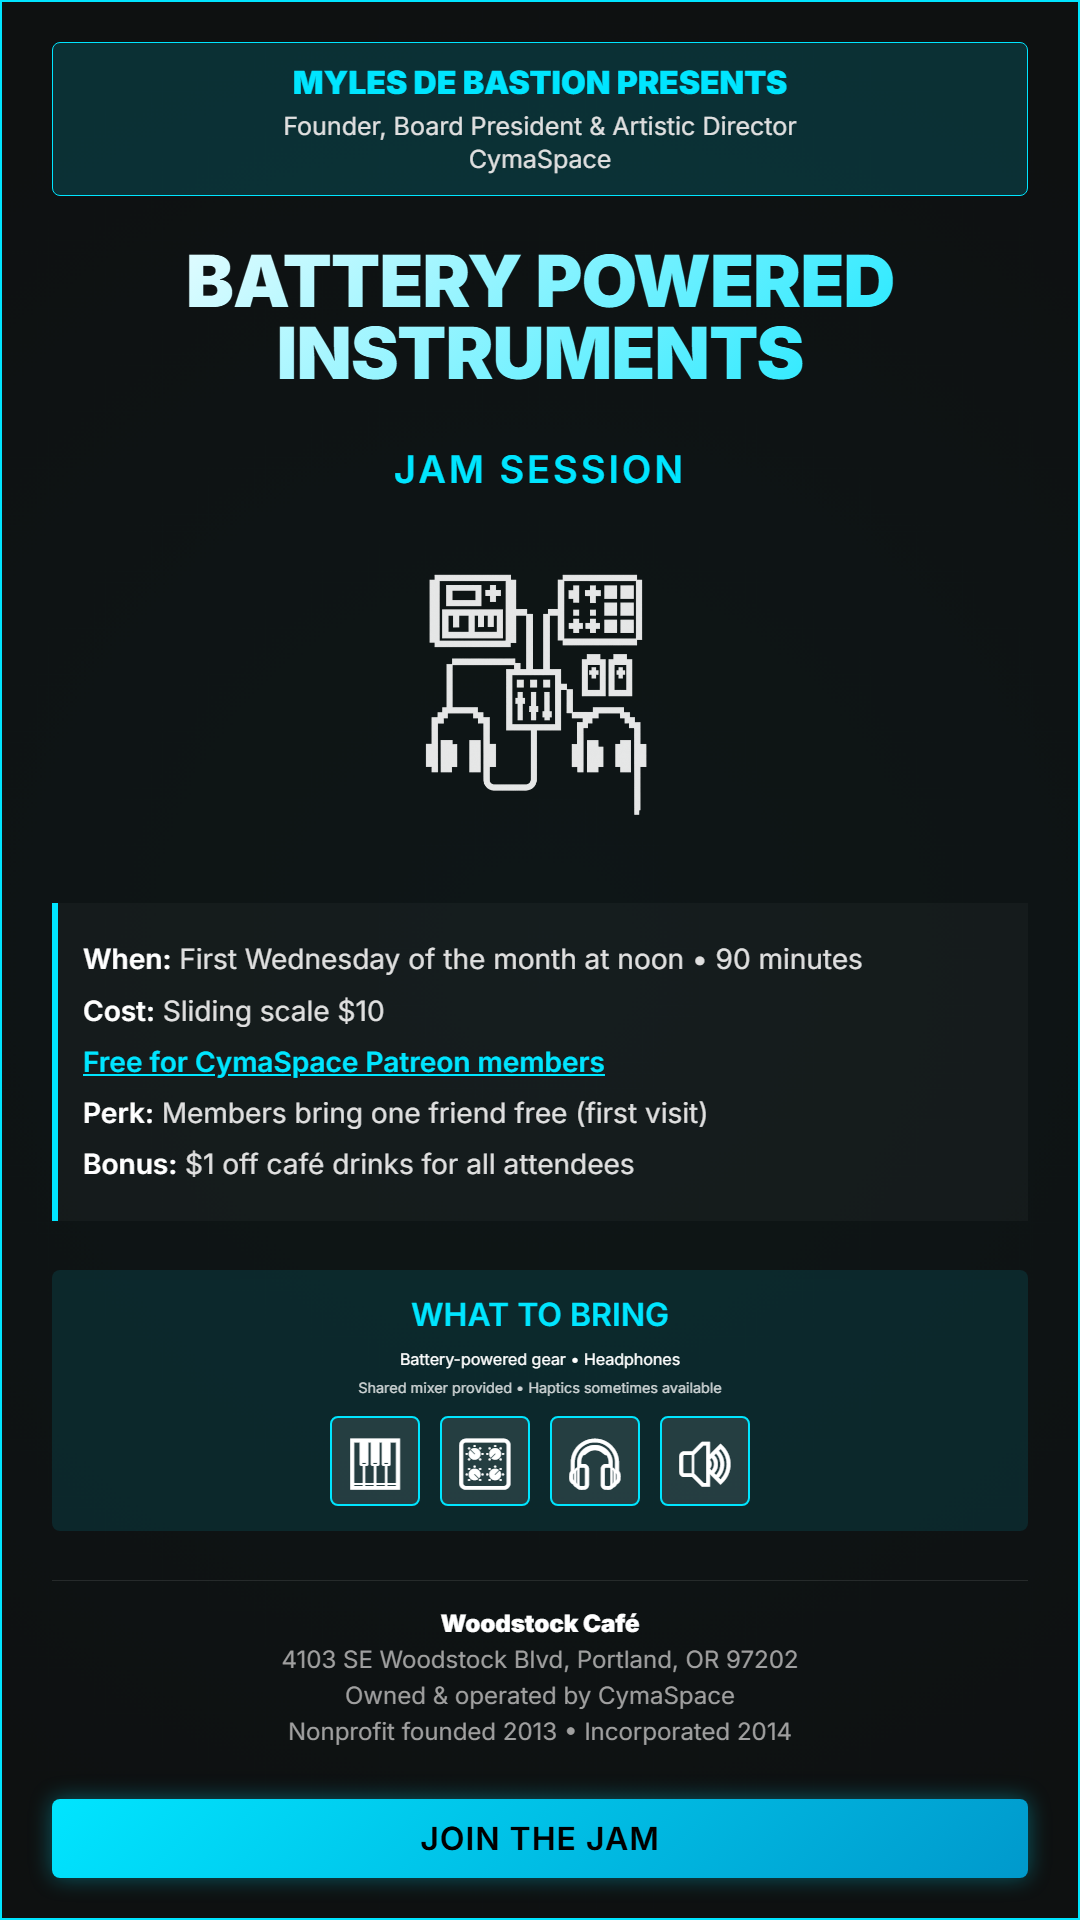 MYLES DE BASTION PRESENTS
Founder, Board President & Artistic Director
CymaSpace
BATTERY POWERED
INSTRUMENTS
JAM SESSION
When: First Wednesday of the month at noon • 90 minutes
Cost: Sliding scale $10
Free for CymaSpace Patreon members
Perk: Members bring one friend free (first visit)
Bonus: $1 off café drinks for all attendees
WHAT TO BRING
Battery-powered gear • Headphones
Shared mixer provided • Haptics sometimes available
Woodstock Café
4103 SE Woodstock Blvd, Portland, OR 97202
Owned & operated by CymaSpace
Nonprofit founded 2013 • Incorporated 2014
JOIN THE JAM